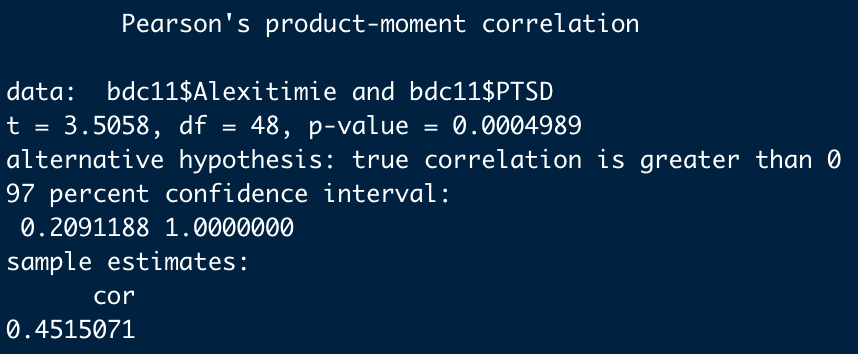 Pearson's product-moment correlation
data:  bdc11$Alexitimie and bdc11$PTSD
t = 3.5058, df = 48, p-value = 0.0004989
alternative hypothesis: true correlation is greater than 0
97 percent confidence interval:
0.2091188 1.0000000
sample estimates:
cor
0.4515071